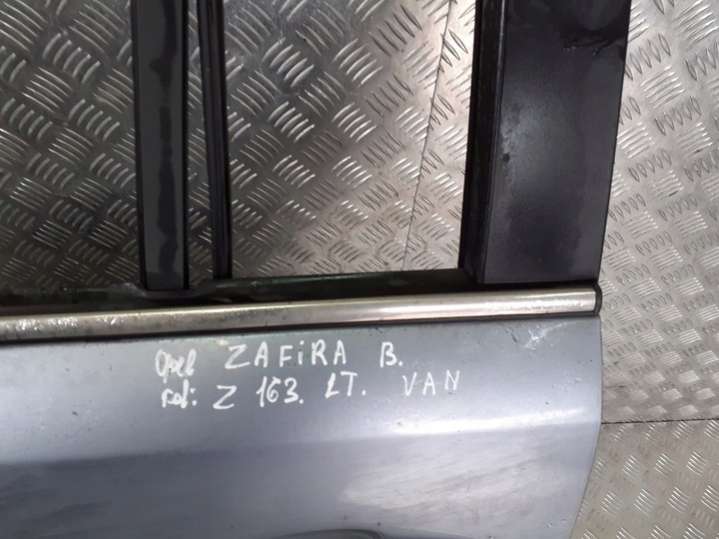 Opel ZAFiRA B.
Kol: Z 163. LT. VAN